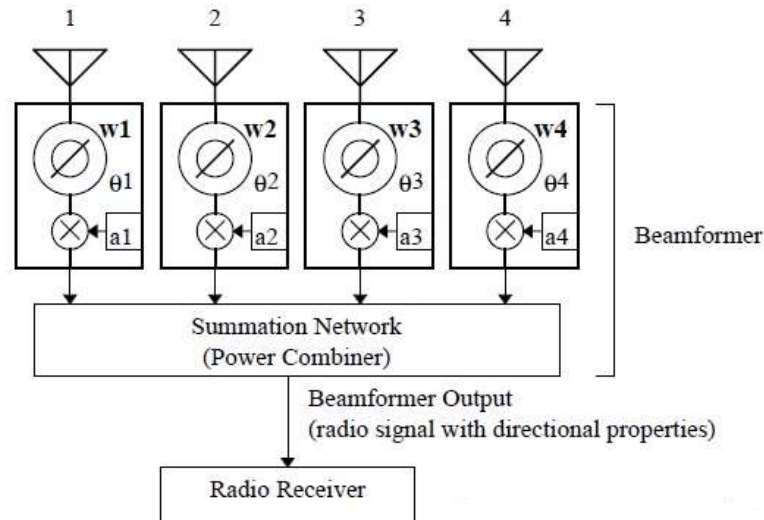 1 2 3 4
w1 w2 w3 w4
θ1 θ2 θ3 θ4
a1 a2 a3 a4
Beamformer
Summation Network
(Power Combiner)
Beamformer Output
(radio signal with directional properties)
Radio Receiver